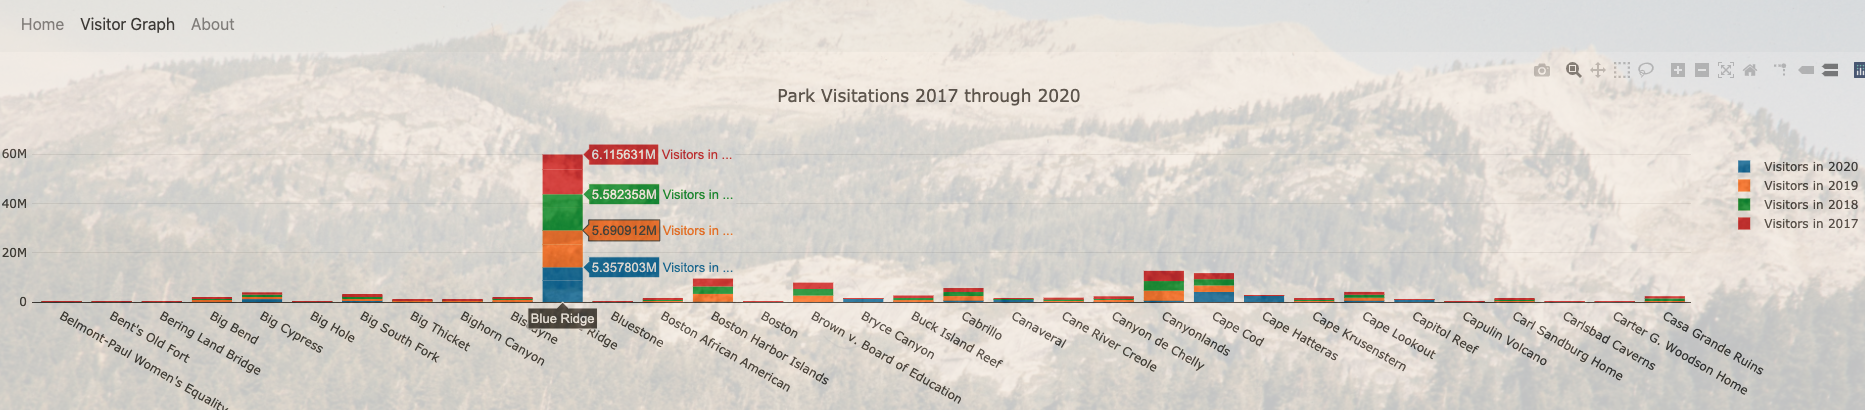 Home Visitor Graph About
Park Visitations 2017 through 2020
60M
40M
20M
0
6.115631M Visitors in ...
5.582358M Visitors in ...
5.690912M Visitors in ...
5.357803M Visitors in ...
Visitors in 2020
Visitors in 2019
Visitors in 2018
Visitors in 2017
Blue Ridge
Belmont-Paul Women's Equality
Bent's Old Fort
Bering Land Bridge
Big Bend
Big Cypress
Big Hole
Big South Fork
Big Thicket
Bighorn Canyon
Ridge
Bluestone
Boston African American
Boston Harbor Islands
Boston
Brown v. Board of Education
Bryce Canyon
Buck Island Reef
Cabrillo
Canaveral
Cane River Creole
Canyon de Chelly
Canyonlands
Cape Cod
Cape Hatteras
Cape Krusenstern
Cape Lookout
Capitol Reef
Capulin Volcano
Carl Sandburg Home
Carlsbad Caverns
Carter G. Woodson Home
Casa Grande Ruins